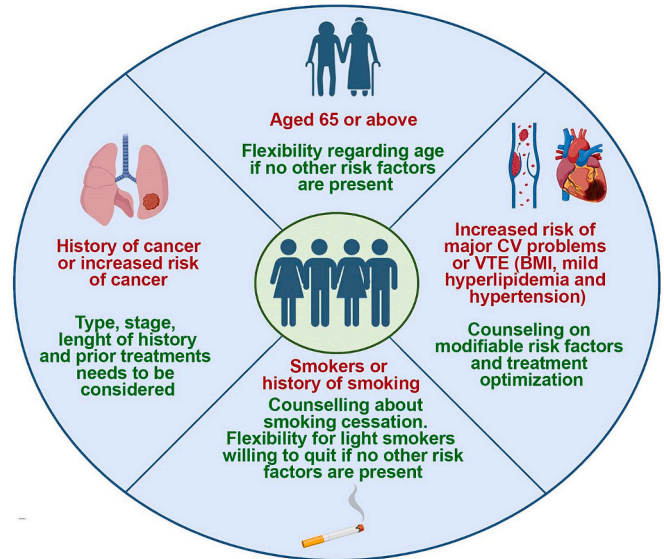 Aged 65 or above
Flexibility regarding age
if no other risk factors
are present
History of cancer
or increased risk
of cancer
Type, stage,
lenght of history
and prior treatments
needs to be
considered
Increased risk of
major CV problems
or VTE (BMI, mild
hyperlipidemia and
hypertension)
Counseling on
modifiable risk factors
and treatment
optimization
Smokers or
history of smoking
Counselling about
smoking cessation.
Flexibility for light smokers
willing to quit if no other risk
factors are present